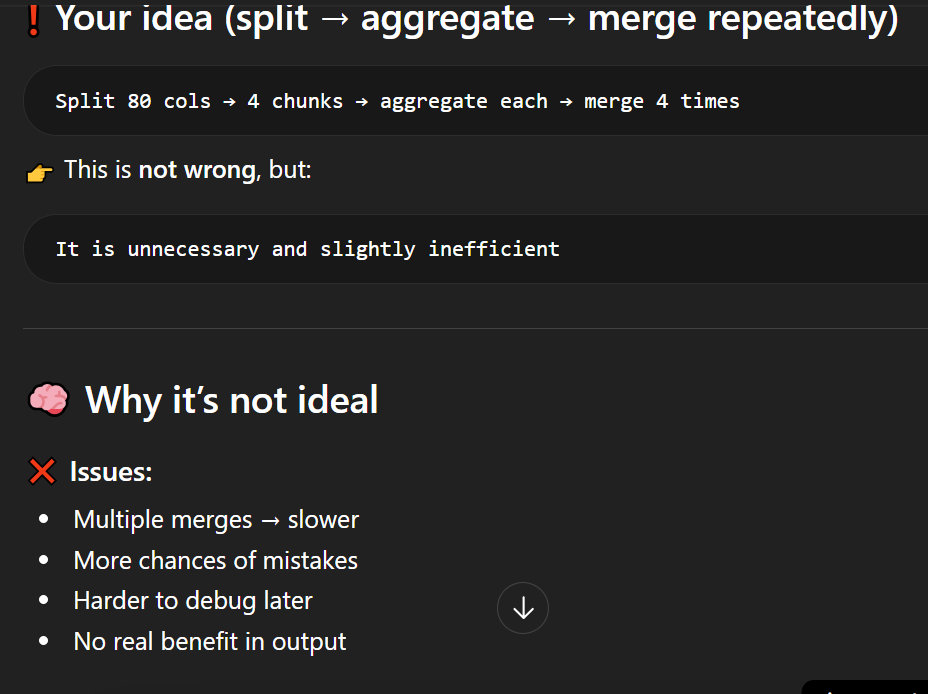 ❗ Your idea (split → aggregate → merge repeatedly)
Split 80 cols → 4 chunks → aggregate each → merge 4 times
👉 This is not wrong, but:
It is unnecessary and slightly inefficient
🧠 Why it’s not ideal
❌ Issues:
• Multiple merges → slower
• More chances of mistakes
• Harder to debug later
• No real benefit in output